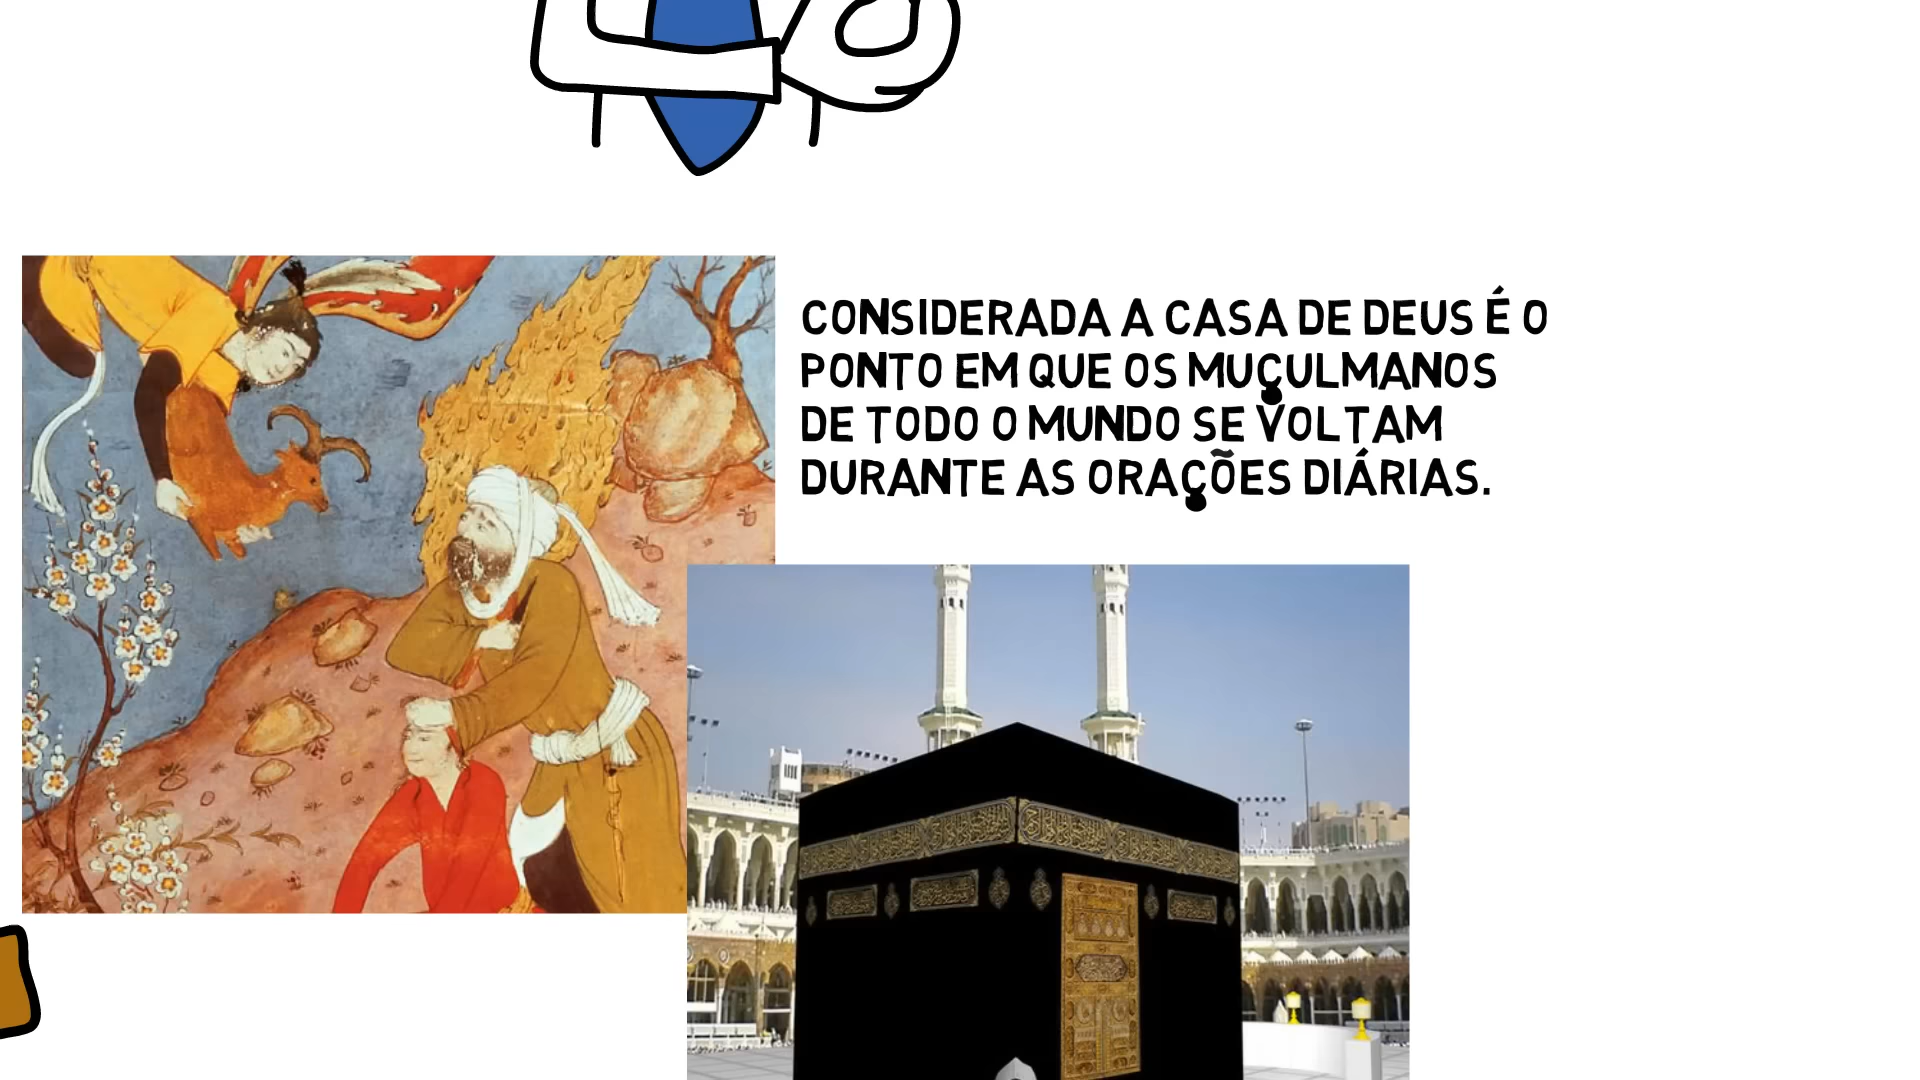 CONSIDERADA A CASA DE DEUS É O
PONTO EM QUE OS MUÇULMANOS
DE TODO O MUNDO SE VOLTAM
DURANTE AS ORAÇÕES DIÁRIAS.